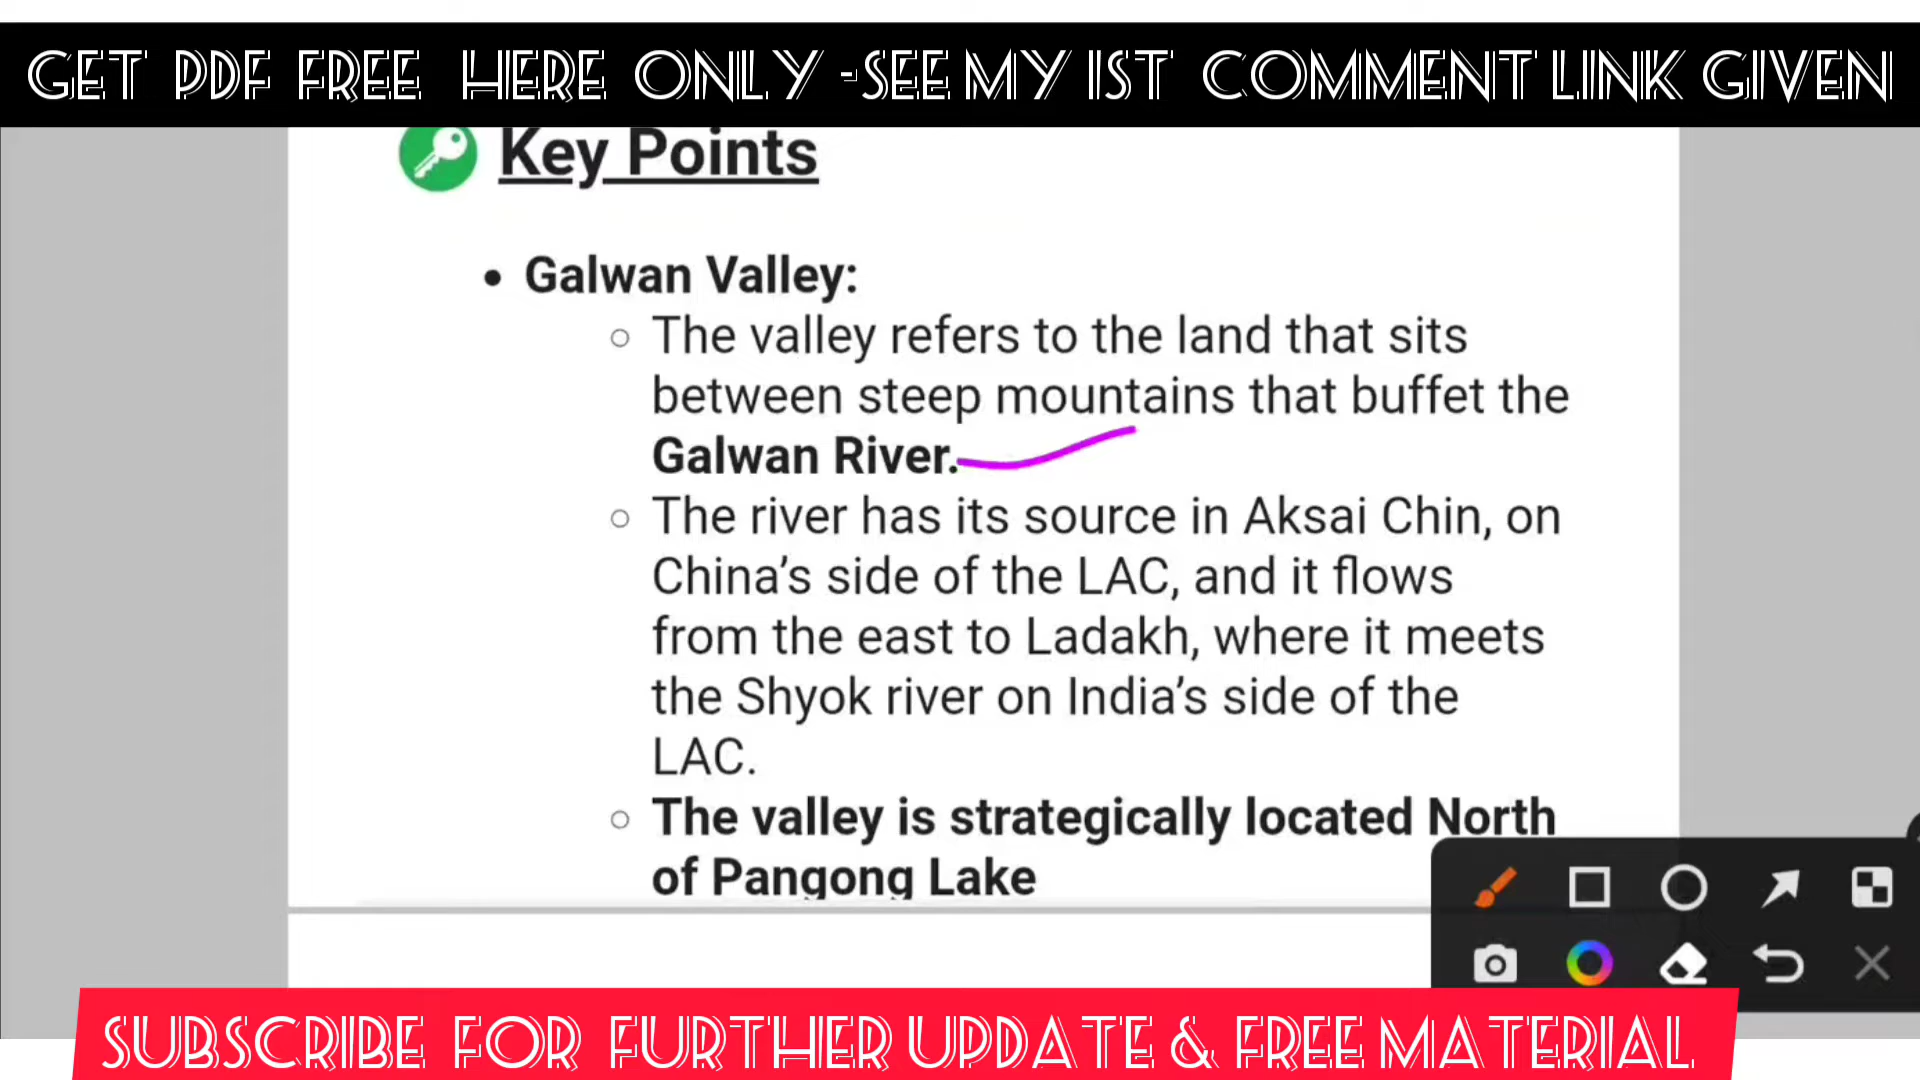 GET PDF FREE HERE ONLY -SEE MY IST COMMENT LINK GIVEN
Key Points
• Galwan Valley:
○ The valley refers to the land that sits
between steep mountains that buffet the
Galwan River.
○ The river has its source in Aksai Chin, on
China’s side of the LAC, and it flows
from the east to Ladakh, where it meets
the Shyok river on India’s side of the
LAC.
○ The valley is strategically located North
of Pangong Lake
SUBSCRIBE FOR FURTHER UPDATE & FREE MATERIAL